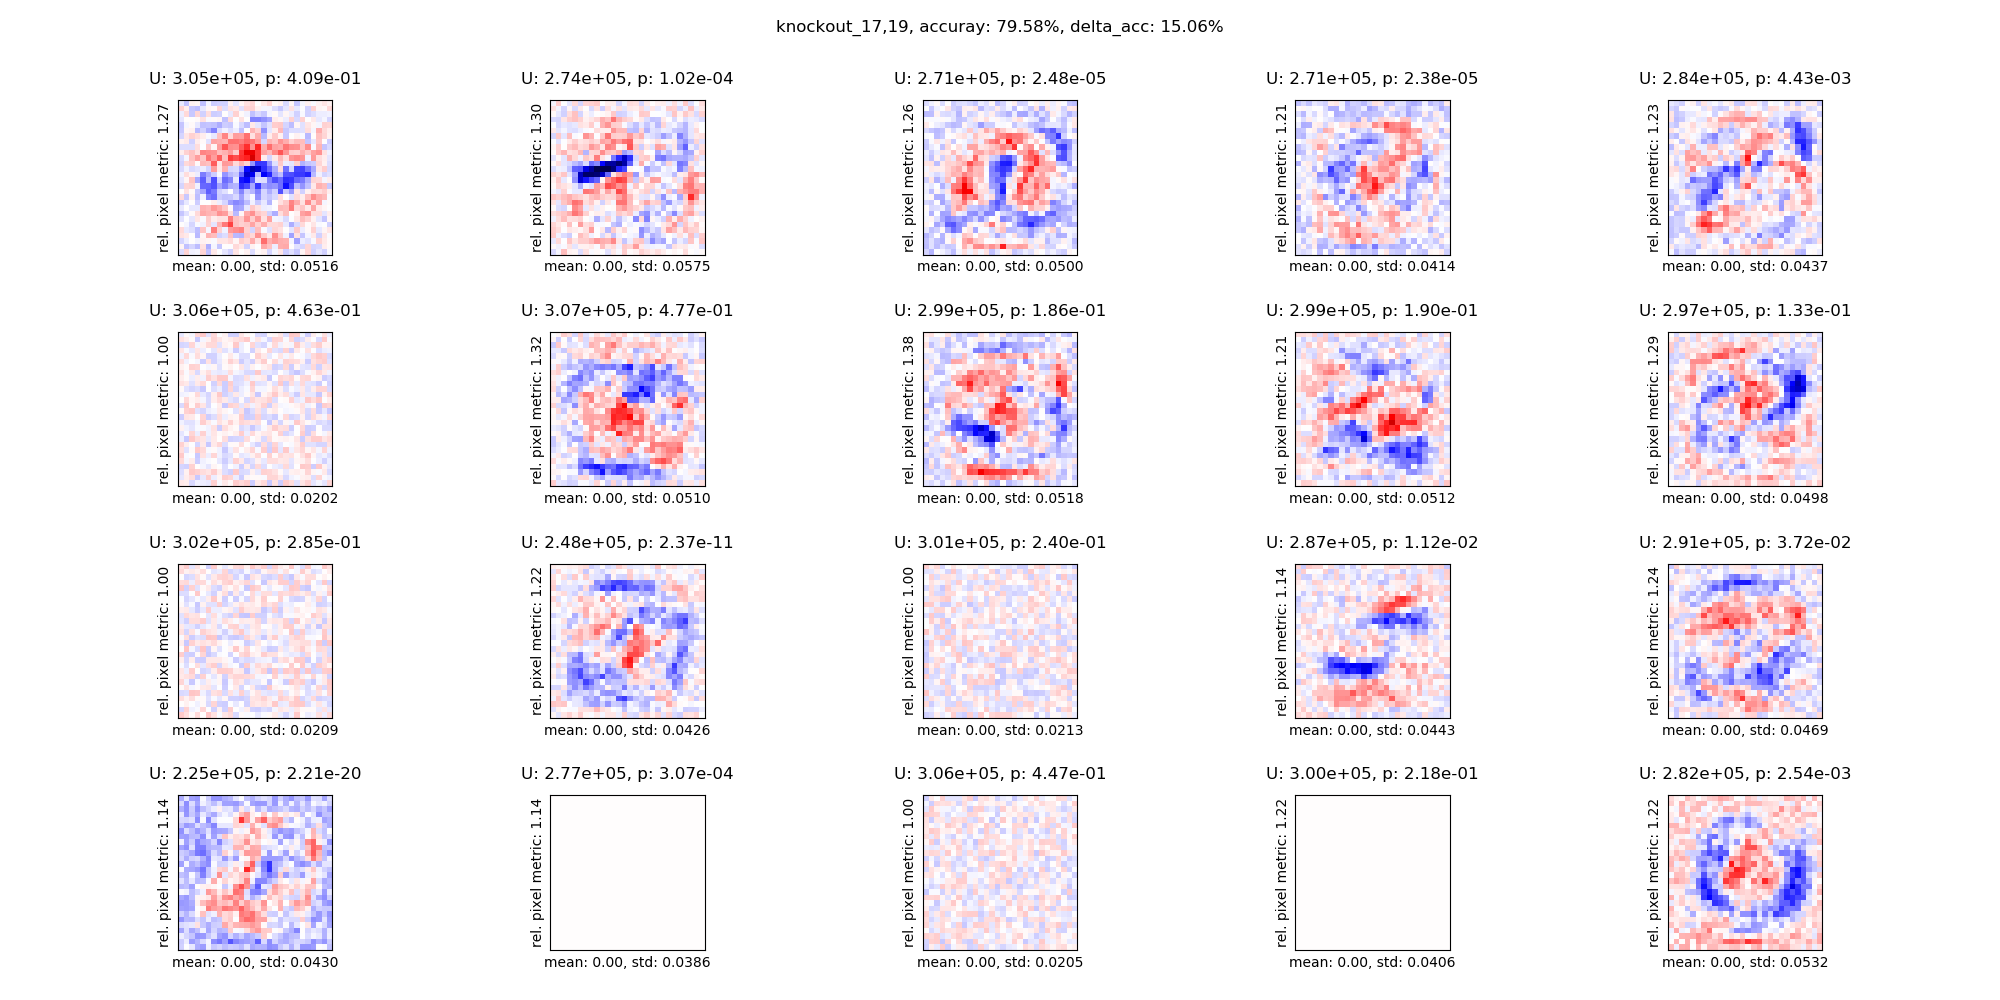 knockout_17,19, accuray: 79.58%, delta_acc: 15.06%
U: 3.05e+05, p: 4.09e-01
rel. pixel metric: 1.27
mean: 0.00, std: 0.0516
U: 2.74e+05, p: 1.02e-04
rel. pixel metric: 1.30
mean: 0.00, std: 0.0575
U: 2.71e+05, p: 2.48e-05
rel. pixel metric: 1.26
mean: 0.00, std: 0.0500
U: 2.71e+05, p: 2.38e-05
rel. pixel metric: 1.21
mean: 0.00, std: 0.0414
U: 2.84e+05, p: 4.43e-03
rel. pixel metric: 1.23
mean: 0.00, std: 0.0437
U: 3.06e+05, p: 4.63e-01
rel. pixel metric: 1.00
mean: 0.00, std: 0.0202
U: 3.07e+05, p: 4.77e-01
rel. pixel metric: 1.32
mean: 0.00, std: 0.0510
U: 2.99e+05, p: 1.86e-01
rel. pixel metric: 1.38
mean: 0.00, std: 0.0518
U: 2.99e+05, p: 1.90e-01
rel. pixel metric: 1.21
mean: 0.00, std: 0.0512
U: 2.97e+05, p: 1.33e-01
rel. pixel metric: 1.29
mean: 0.00, std: 0.0498
U: 3.02e+05, p: 2.85e-01
rel. pixel metric: 1.00
mean: 0.00, std: 0.0209
U: 2.48e+05, p: 2.37e-11
rel. pixel metric: 1.22
mean: 0.00, std: 0.0426
U: 3.01e+05, p: 2.40e-01
rel. pixel metric: 1.00
mean: 0.00, std: 0.0213
U: 2.87e+05, p: 1.12e-02
rel. pixel metric: 1.14
mean: 0.00, std: 0.0443
U: 2.91e+05, p: 3.72e-02
rel. pixel metric: 1.24
mean: 0.00, std: 0.0469
U: 2.25e+05, p: 2.21e-20
rel. pixel metric: 1.14
mean: 0.00, std: 0.0430
U: 2.77e+05, p: 3.07e-04
rel. pixel metric: 1.14
mean: 0.00, std: 0.0386
U: 3.06e+05, p: 4.47e-01
rel. pixel metric: 1.00
mean: 0.00, std: 0.0205
U: 3.00e+05, p: 2.18e-01
rel. pixel metric: 1.22
mean: 0.00, std: 0.0406
U: 2.82e+05, p: 2.54e-03
rel. pixel metric: 1.22
mean: 0.00, std: 0.0532